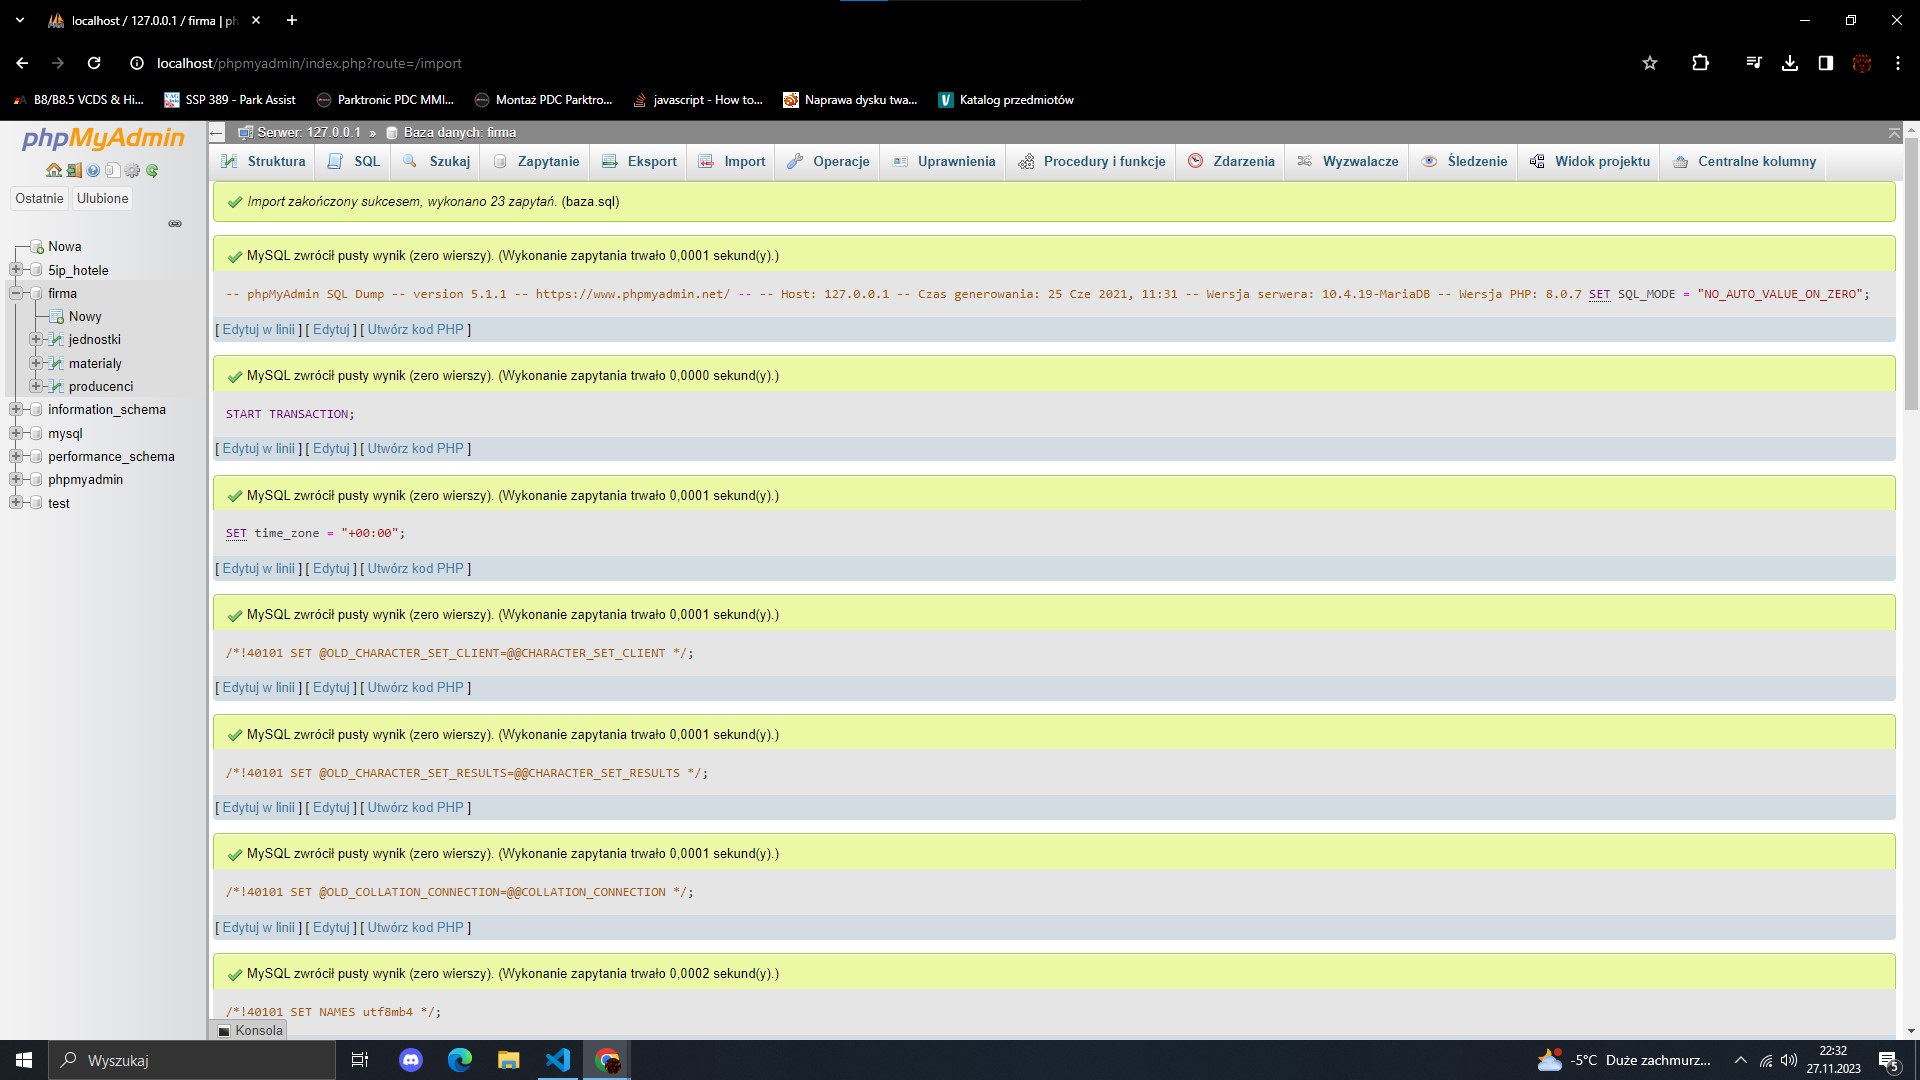 localhost / 127.0.0.1 / firma | ph
localhost/phpmyadmin/index.php?route=/import
B8/B8.5 VCDS & Hi...
SSP 389 - Park Assist
Parktronic PDC MMI...
Montaż PDC Parktro...
javascript - How to...
Naprawa dysku twa...
Katalog przedmiotów
phpMyAdmin
Ostatnie
Ulubione
Nowa
5ip_hotele
firma
Nowy
jednostki
materialy
producenci
information_schema
mysql
performance_schema
phpmyadmin
test
Serwer: 127.0.0.1 » Baza danych: firma
Struktura
SQL
Szukaj
Zapytanie
Eksport
Import
Operacje
Uprawnienia
Procedury i funkcje
Zdarzenia
Wyzwalacze
Śledzenie
Widok projektu
Centralne kolumny
Import zakończony sukcesem, wykonano 23 zapytań. (baza.sql)
MySQL zwrócił pusty wynik (zero wierszy). (Wykonanie zapytania trwało 0,0001 sekund(y).)
-- phpMyAdmin SQL Dump -- version 5.1.1 -- https://www.phpmyadmin.net/ -- -- Host: 127.0.0.1 -- Czas generowania: 25 Cze 2021, 11:31 -- Wersja serwera: 10.4.19-MariaDB -- Wersja PHP: 8.0.7 SET SQL_MODE = "NO_AUTO_VALUE_ON_ZERO";
[ Edytuj w linii ] [ Edytuj ] [ Utwórz kod PHP ]
MySQL zwrócił pusty wynik (zero wierszy). (Wykonanie zapytania trwało 0,0000 sekund(y).)
START TRANSACTION;
[ Edytuj w linii ] [ Edytuj ] [ Utwórz kod PHP ]
MySQL zwrócił pusty wynik (zero wierszy). (Wykonanie zapytania trwało 0,0001 sekund(y).)
SET time_zone = "+00:00";
[ Edytuj w linii ] [ Edytuj ] [ Utwórz kod PHP ]
MySQL zwrócił pusty wynik (zero wierszy). (Wykonanie zapytania trwało 0,0001 sekund(y).)
/*!40101 SET @OLD_CHARACTER_SET_CLIENT=@@CHARACTER_SET_CLIENT */;
[ Edytuj w linii ] [ Edytuj ] [ Utwórz kod PHP ]
MySQL zwrócił pusty wynik (zero wierszy). (Wykonanie zapytania trwało 0,0001 sekund(y).)
/*!40101 SET @OLD_CHARACTER_SET_RESULTS=@@CHARACTER_SET_RESULTS */;
[ Edytuj w linii ] [ Edytuj ] [ Utwórz kod PHP ]
MySQL zwrócił pusty wynik (zero wierszy). (Wykonanie zapytania trwało 0,0001 sekund(y).)
/*!40101 SET @OLD_COLLATION_CONNECTION=@@COLLATION_CONNECTION */;
[ Edytuj w linii ] [ Edytuj ] [ Utwórz kod PHP ]
MySQL zwrócił pusty wynik (zero wierszy). (Wykonanie zapytania trwało 0,0002 sekund(y).)
/*!40101 SET NAMES utf8mb4 */;
Konsola
Wyszukaj
-5°C Duże zachmurz...
22:32
27.11.2023
5